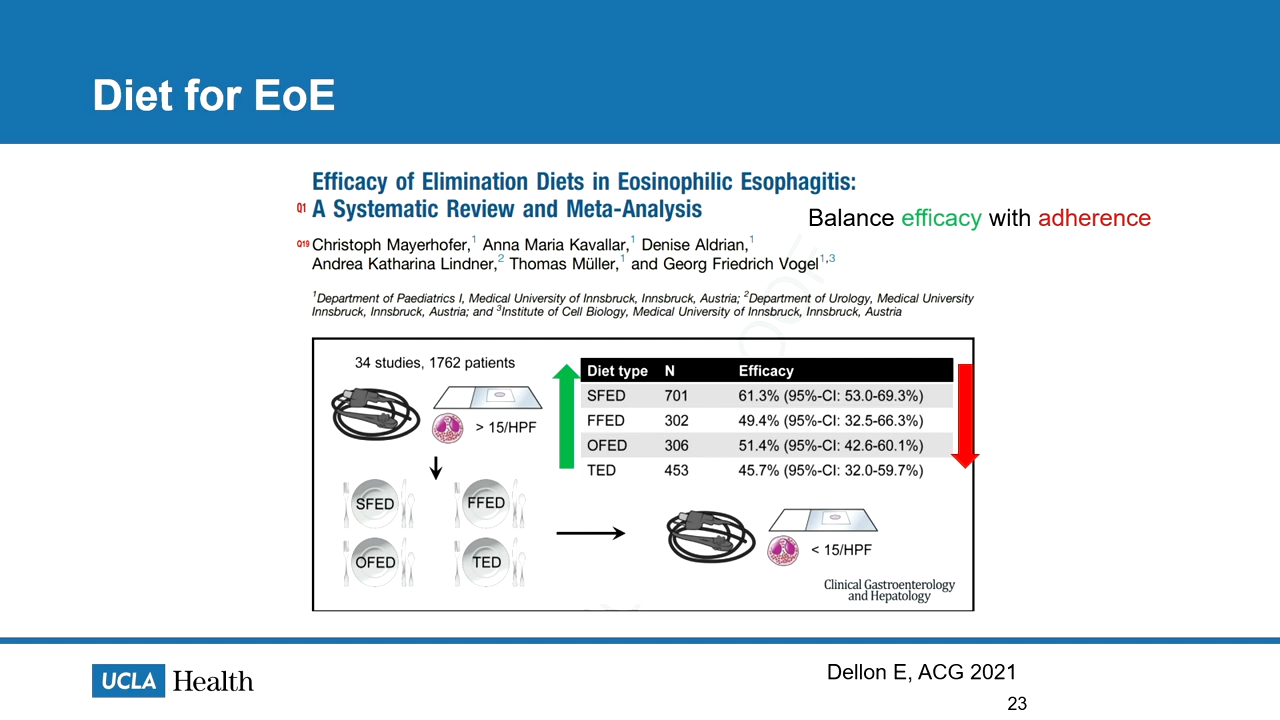 Diet for EoE
Efficacy of Elimination Diets in Eosinophilic Esophagitis:
Q1 A Systematic Review and Meta-Analysis
Balance efficacy with adherence
Q19 Christoph Mayerhofer,1 Anna Maria Kavallar,1 Denise Aldrian,1
Andrea Katharina Lindner,2 Thomas Müller,1 and Georg Friedrich Vogel1,3
1Department of Paediatrics I, Medical University of Innsbruck, Innsbruck, Austria; 2Department of Urology, Medical University
Innsbruck, Innsbruck, Austria; and 3Institute of Cell Biology, Medical University of Innsbruck, Innsbruck, Austria
34 studies, 1762 patients
> 15/HPF
SFED
FFED
OFED
TED
Diet type N Efficacy
SFED 701 61.3% (95%-CI: 53.0-69.3%)
FFED 302 49.4% (95%-CI: 32.5-66.3%)
OFED 306 51.4% (95%-CI: 42.6-60.1%)
TED 453 45.7% (95%-CI: 32.0-59.7%)
< 15/HPF
Clinical Gastroenterology
and Hepatology
UCLA Health
Dellon E, ACG 2021
23